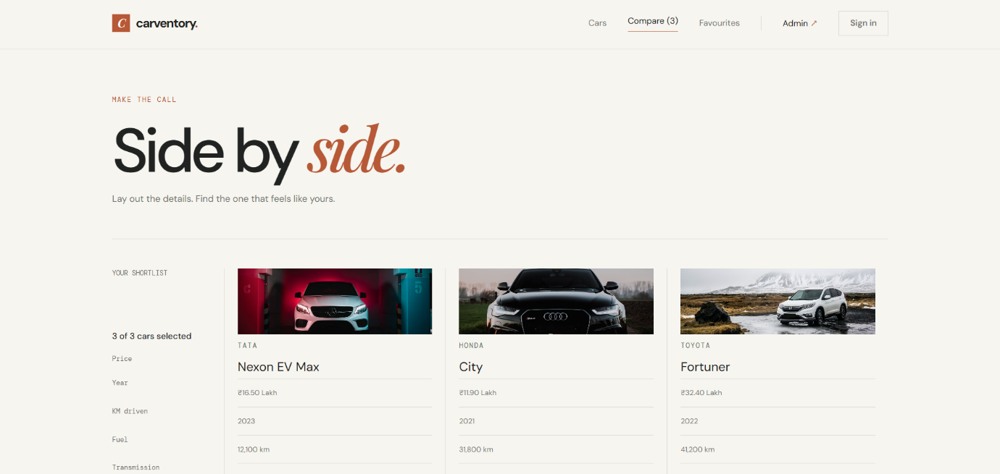 C carventory.
Cars Compare (3) Favourites Admin ↗ Sign in
MAKE THE CALL
Side by side.
Lay out the details. Find the one that feels like yours.
YOUR SHORTLIST
3 of 3 cars selected
TATA HONDA TOYOTA
Nexon EV Max City Fortuner
Price ₹16.50 Lakh ₹11.90 Lakh ₹32.40 Lakh
Year 2023 2021 2022
KM driven 12,100 km 31,800 km 41,200 km
Fuel
Transmission